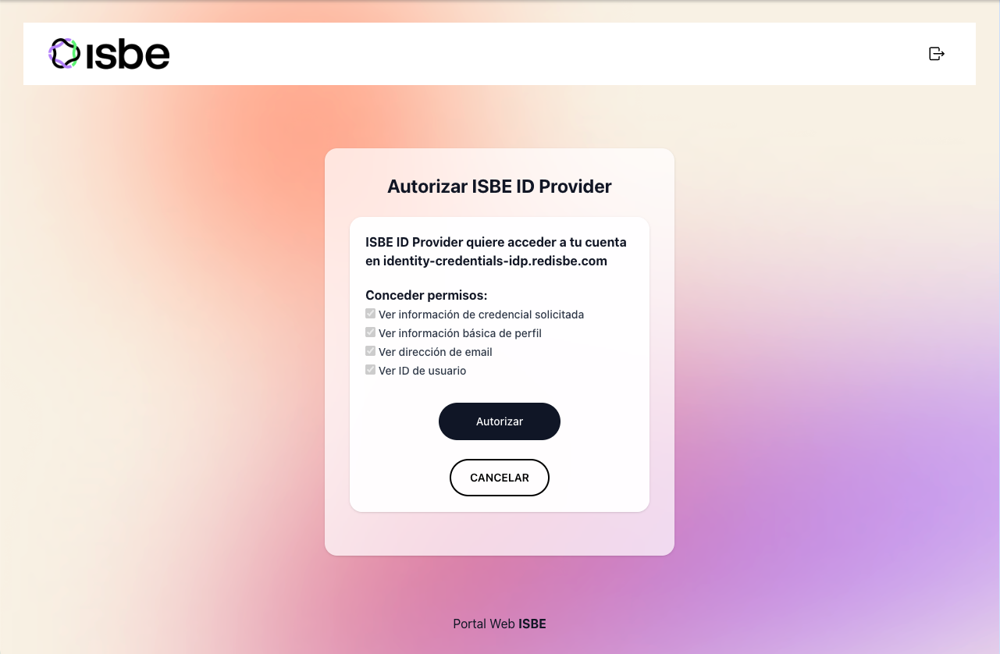 isbe
Autorizar ISBE ID Provider
ISBE ID Provider quiere acceder a tu cuenta
en identity-credentials-idp.redisbe.com
Conceder permisos:
Ver información de credencial solicitada
Ver información básica de perfil
Ver dirección de email
Ver ID de usuario
Autorizar
CANCELAR
Portal Web ISBE